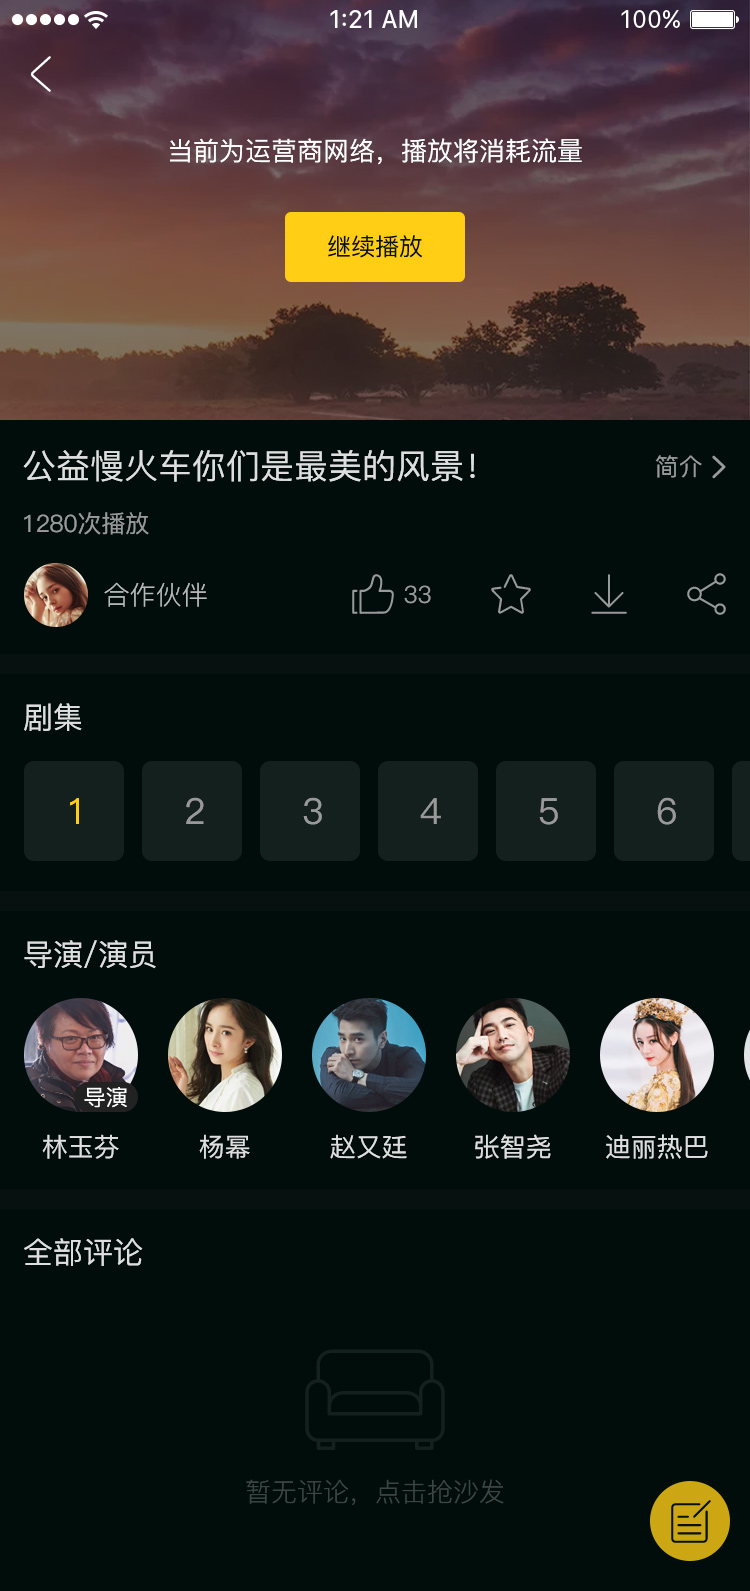 1:21 AM 100%
当前为运营商网络，播放将消耗流量
继续播放
公益慢火车你们是最美的风景！ 简介
1280次播放
合作伙伴 33
剧集
1 2 3 4 5 6
导演/演员
导演
林玉芬 杨幂 赵又廷 张智尧 迪丽热巴
全部评论
暂无评论，点击抢沙发